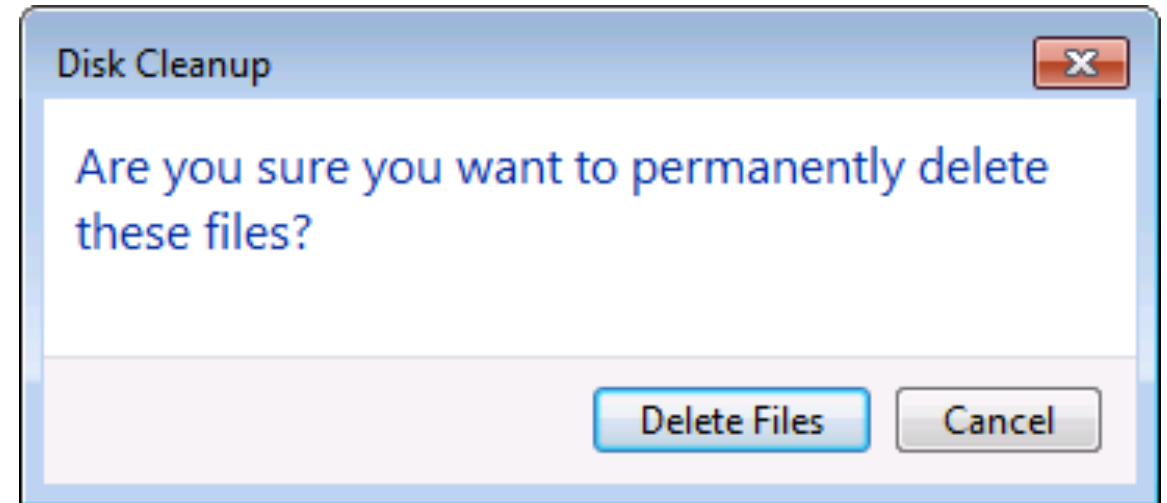 Disk Cleanup
Are you sure you want to permanently delete
these files?
Delete Files
Cancel